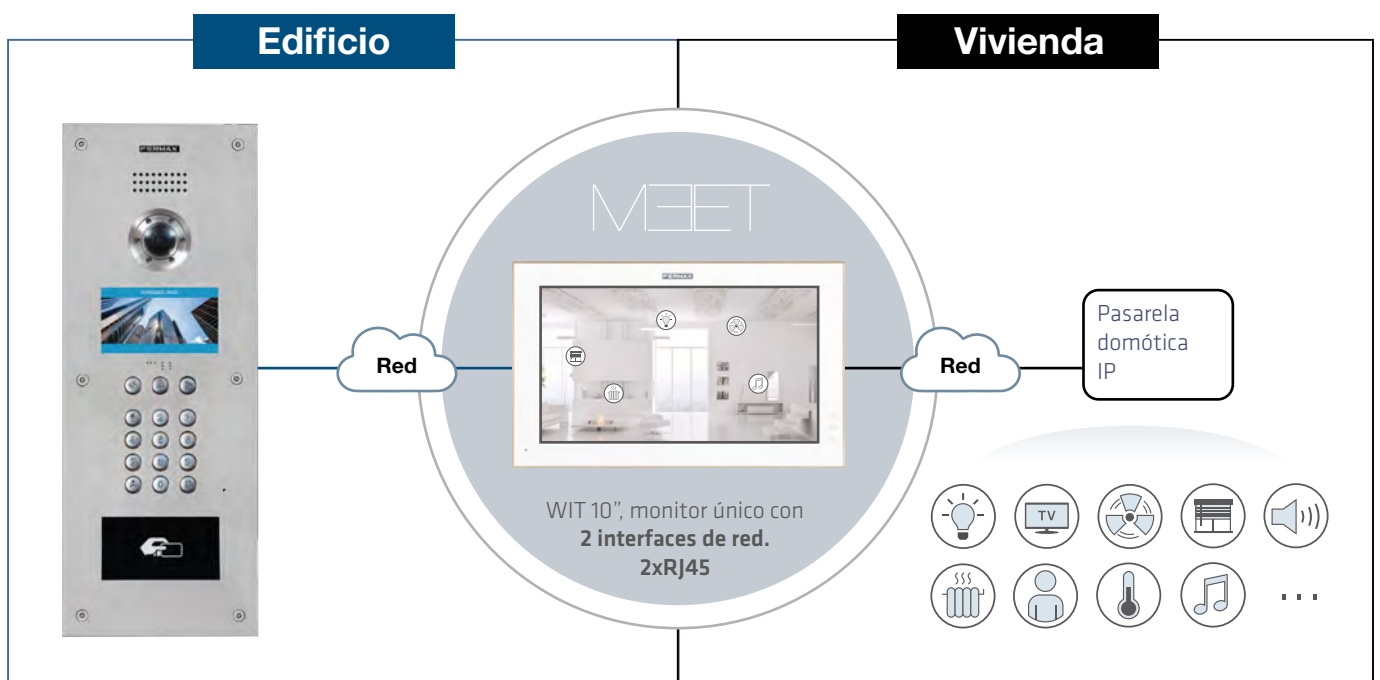 Edificio
Vivienda
FERMAX
MEET
FERMAX
Red
Red
Pasarela
domótica
IP
WIT 10”, monitor único con
2 interfaces de red.
2xRJ45
TV
...